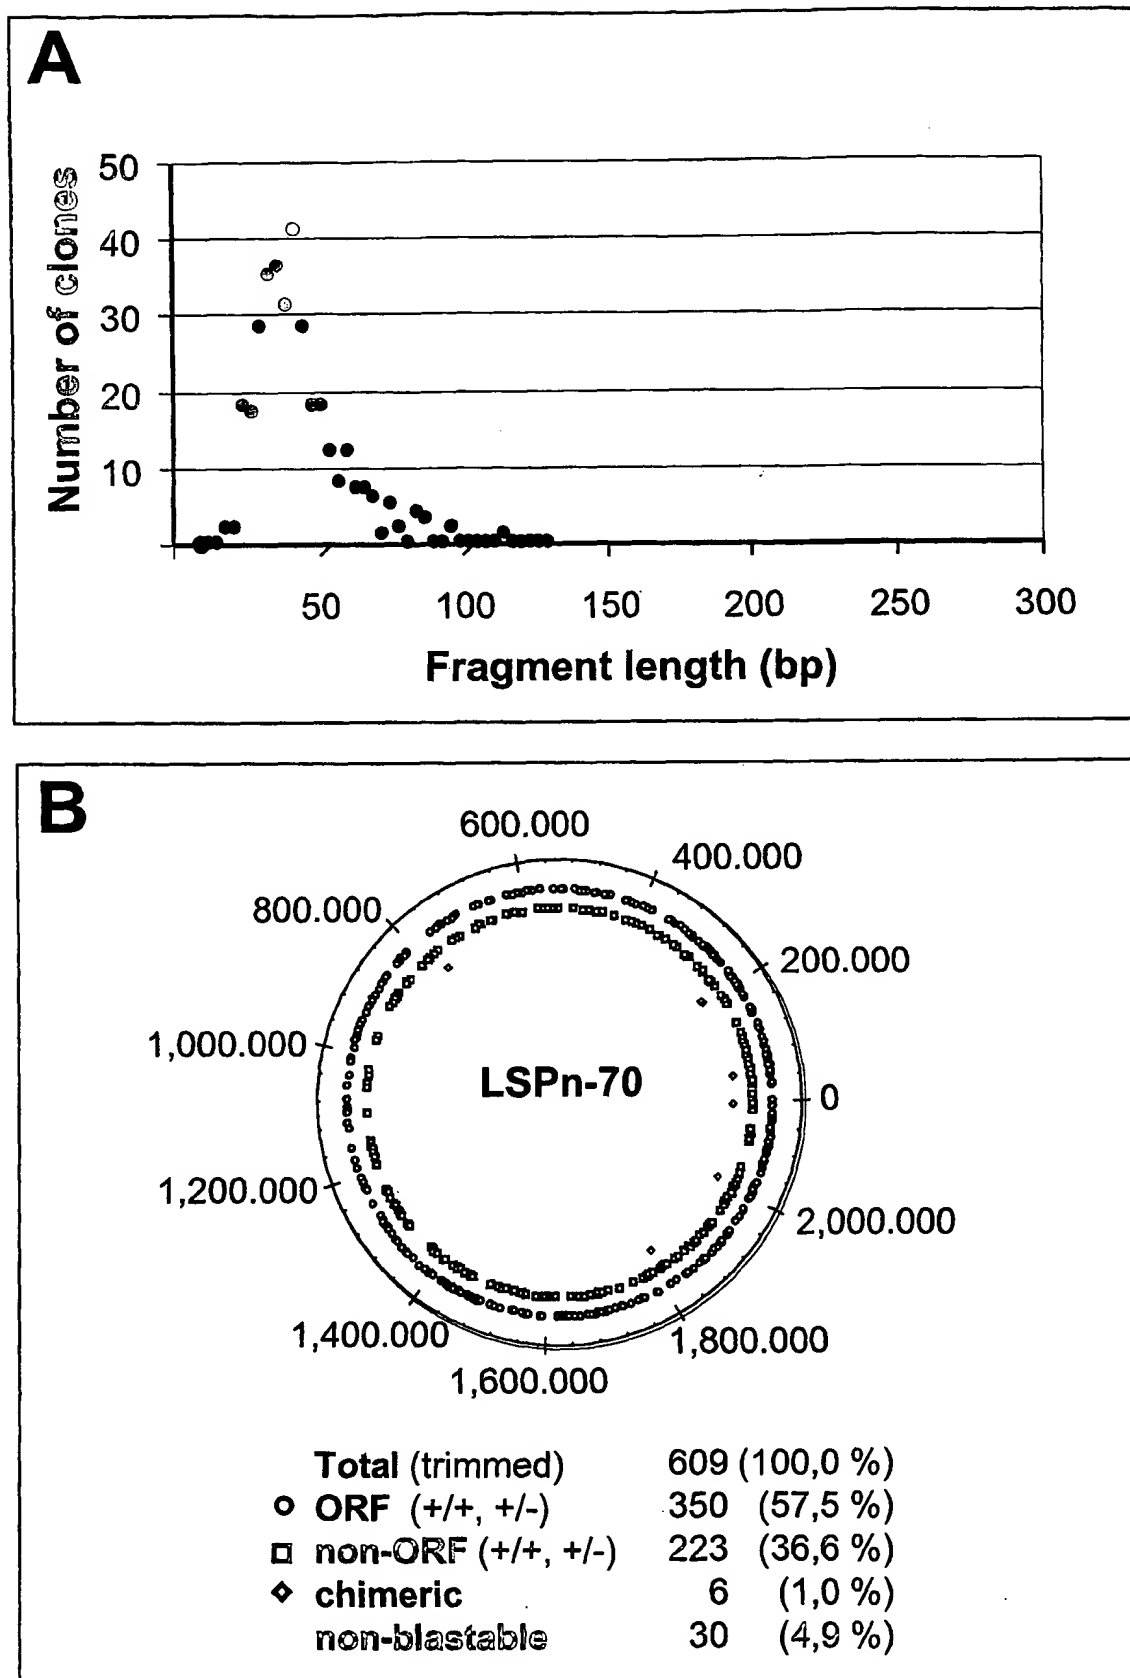 A
50
40
30
20
10
Number of clones
50 100 150 200 250 300
Fragment length (bp)
B
600.000
400.000
800.000
200.000
1,000.000
LSPn-70
0
1,200.000
2,000.000
1,400.000
1,800.000
1,600.000
Total (trimmed) 609 (100,0 %)
ORF (+/+, +/-) 350 (57,5 %)
non-ORF (+/+, +/-) 223 (36,6 %)
chimeric 6 (1,0 %)
non-blastable 30 (4,9 %)